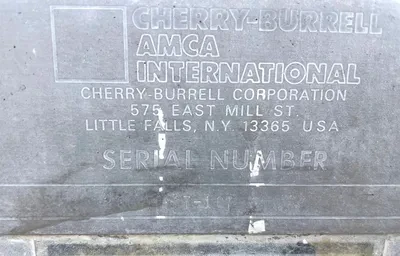 CHERRY-BURRELL
AMCA
INTERNATIONAL
CHERRY-BURRELL CORPORATION
575 EAST MILL ST.
LITTLE FALLS, N.Y. 13365 USA
SERIAL NUMBER